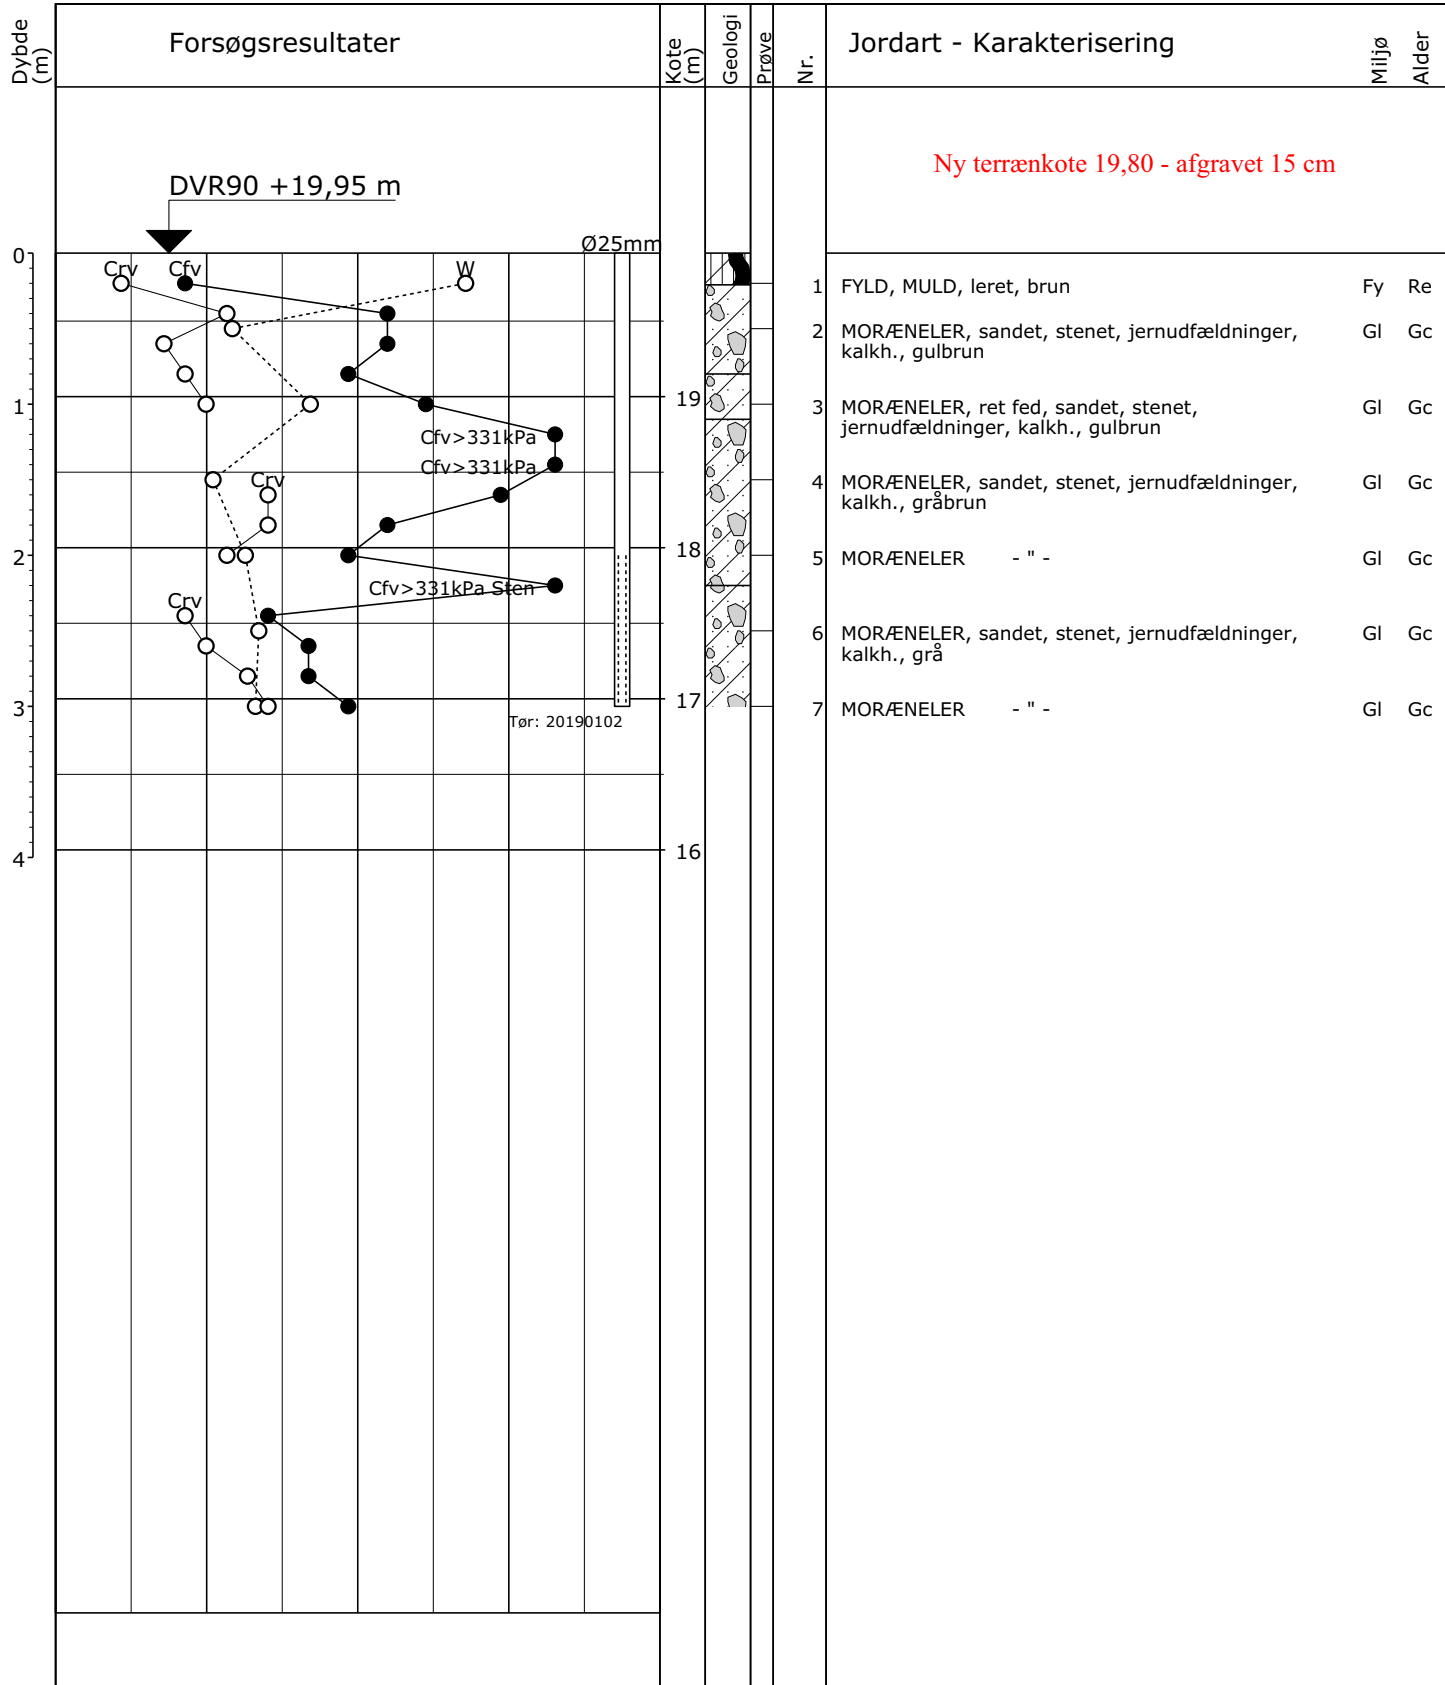 Dybde (m)
Forsøgsresultater
Kote (m)
Geologi
Prøve
Nr.
Jordart - Karakterisering
Miljø
Alder
Ny terrænkote 19,80 - afgravet 15 cm
DVR90 +19,95 m
Ø25mm
0
Crv Cfv W
1 FYLD, MULD, leret, brun Fy Re
2 MORÆNELER, sandet, stenet, jernudfældninger, Gl Gc
kalkh., gulbrun
1
19
3 MORÆNELER, ret fed, sandet, stenet, Gl Gc
jernudfældninger, kalkh., gulbrun
Cfv>331kPa
Cfv>331kPa
Crv
4 MORÆNELER, sandet, stenet, jernudfældninger, Gl Gc
kalkh., gråbrun
2
18
5 MORÆNELER - " - Gl Gc
Cfv>331kPa Sten
Crv
6 MORÆNELER, sandet, stenet, jernudfældninger, Gl Gc
kalkh., grå
3
17
7 MORÆNELER - " - Gl Gc
Tør: 20190102
4
16